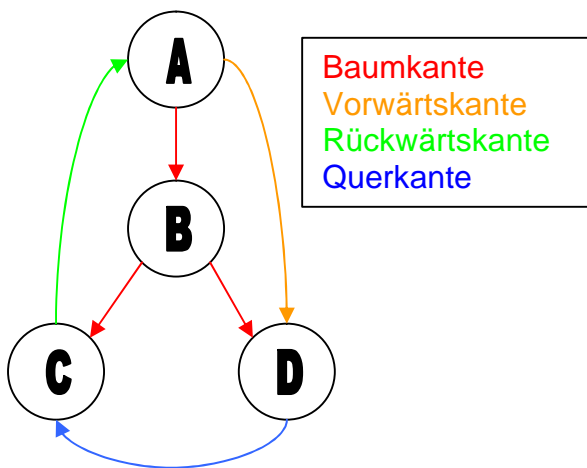 A
Baumkante
Vorwärtskante
Rückwärtskante
Querkante
B
C
D